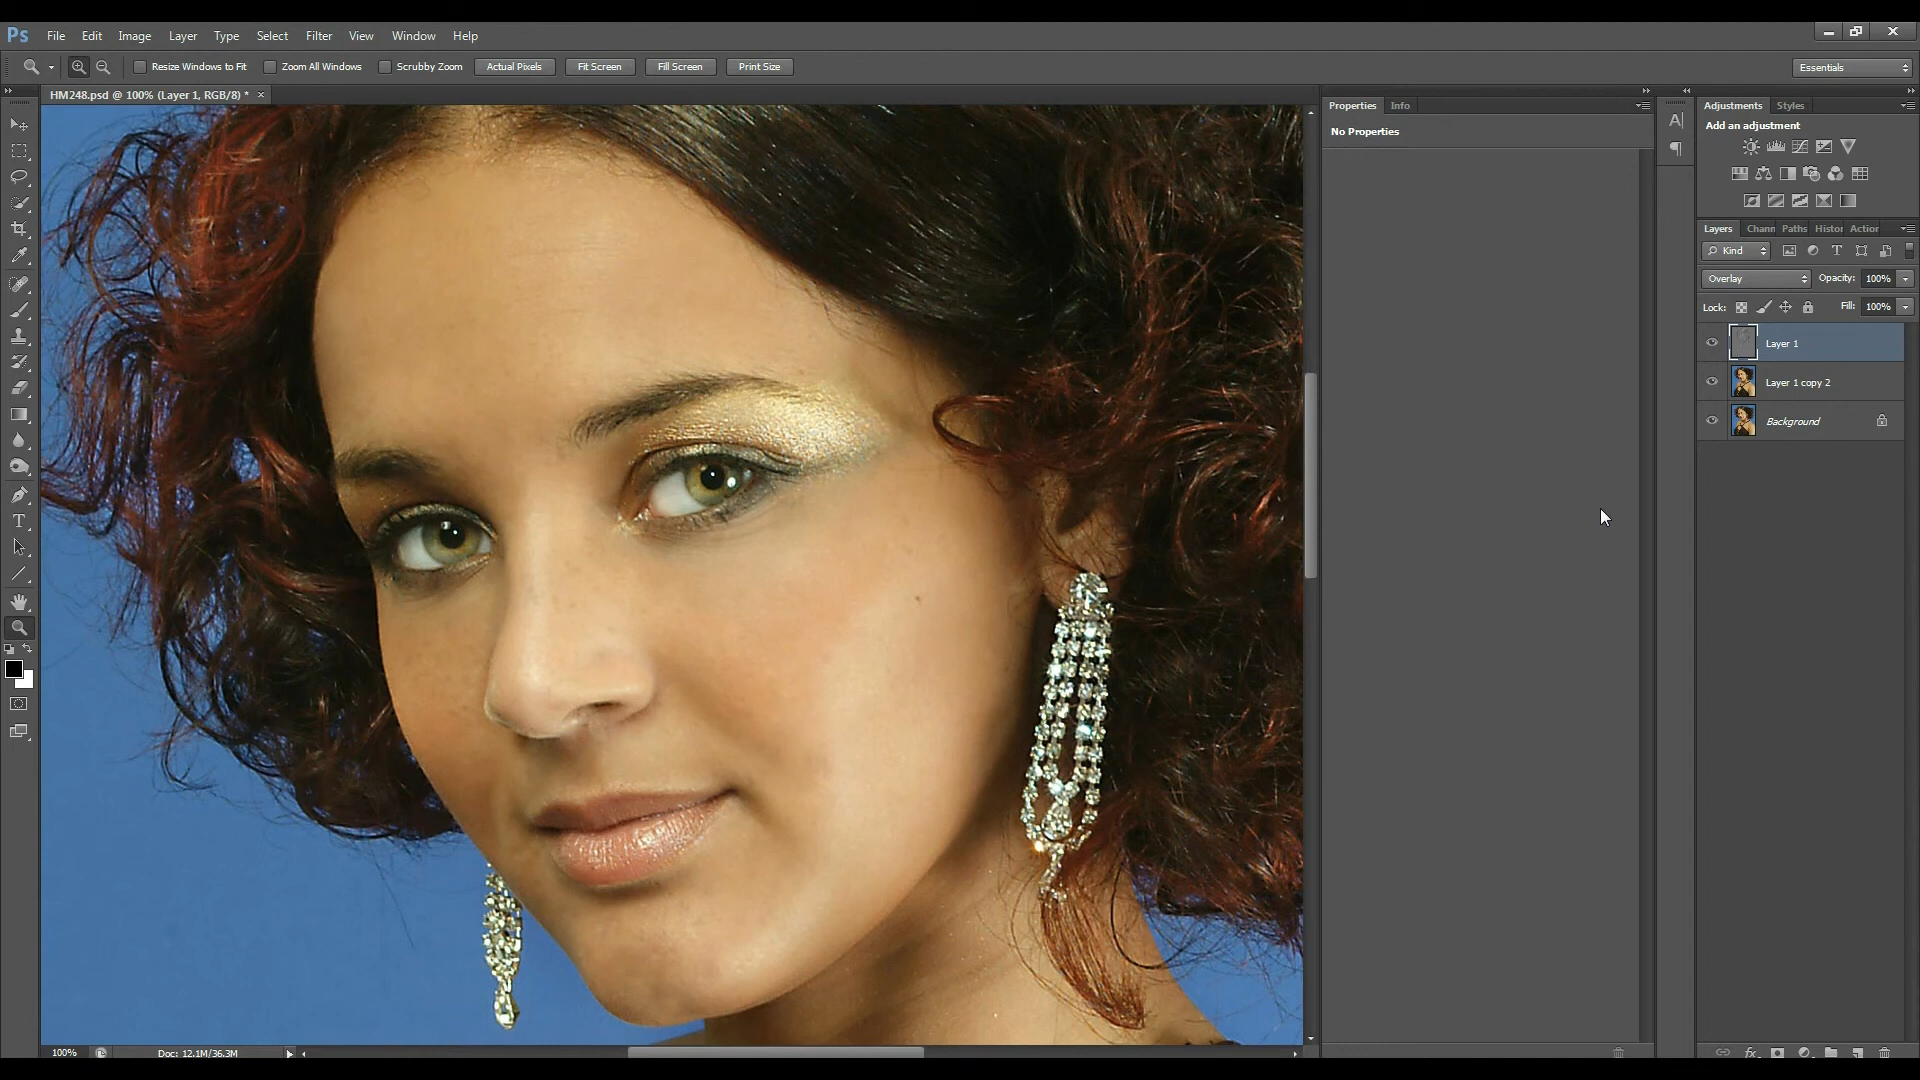 Ps File Edit Image Layer Type Select Filter View Window Help
Resize Windows to Fit Zoom All Windows Scrubby Zoom Actual Pixels Fit Screen Fill Screen Print Size Essentials
HM248.psd @ 100% (Layer 1, RGB/8) *
Properties Info
No Properties
Adjustments Styles
Add an adjustment
Layers Chann Paths Histor Action
Kind
Overlay Opacity: 100%
Lock: Fill: 100%
Layer 1
Layer 1 copy 2
Background
100% Doc: 12.1M/36.3M